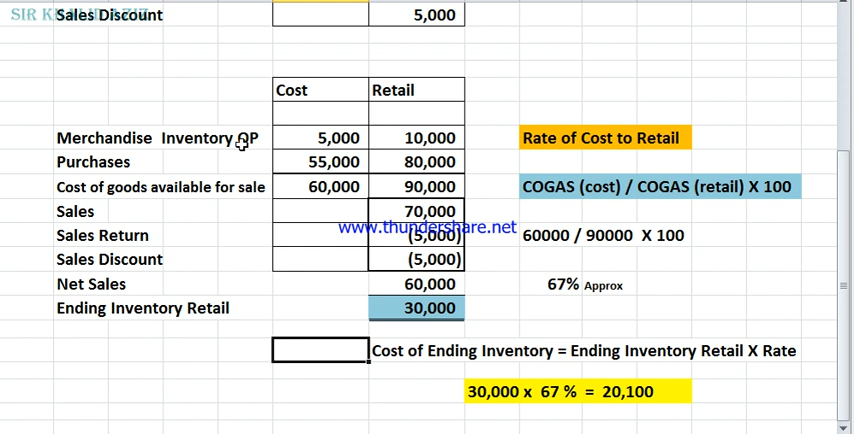 SIR KHALID AZIZ
Sales Discount 5,000
Cost Retail
Merchandise Inventory OP 5,000 10,000 Rate of Cost to Retail
Purchases 55,000 80,000
Cost of goods available for sale 60,000 90,000 COGAS (cost) / COGAS (retail) X 100
Sales 70,000
www.thundershare.net
Sales Return (5,000) 60000 / 90000 X 100
Sales Discount (5,000)
Net Sales 60,000 67% Approx
Ending Inventory Retail 30,000
Cost of Ending Inventory = Ending Inventory Retail X Rate
30,000 x 67 % = 20,100